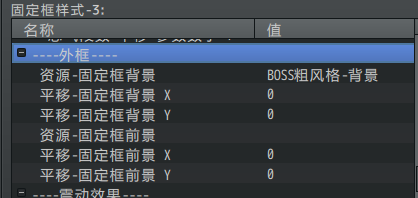 固定框样式-3:
名称 值
----外框----
资源-固定框背景 BOSS粗风格-背景
平移-固定框背景 X 0
平移-固定框背景 Y 0
资源-固定框前景
平移-固定框前景 X 0
平移-固定框前景 Y 0
----震动效果----